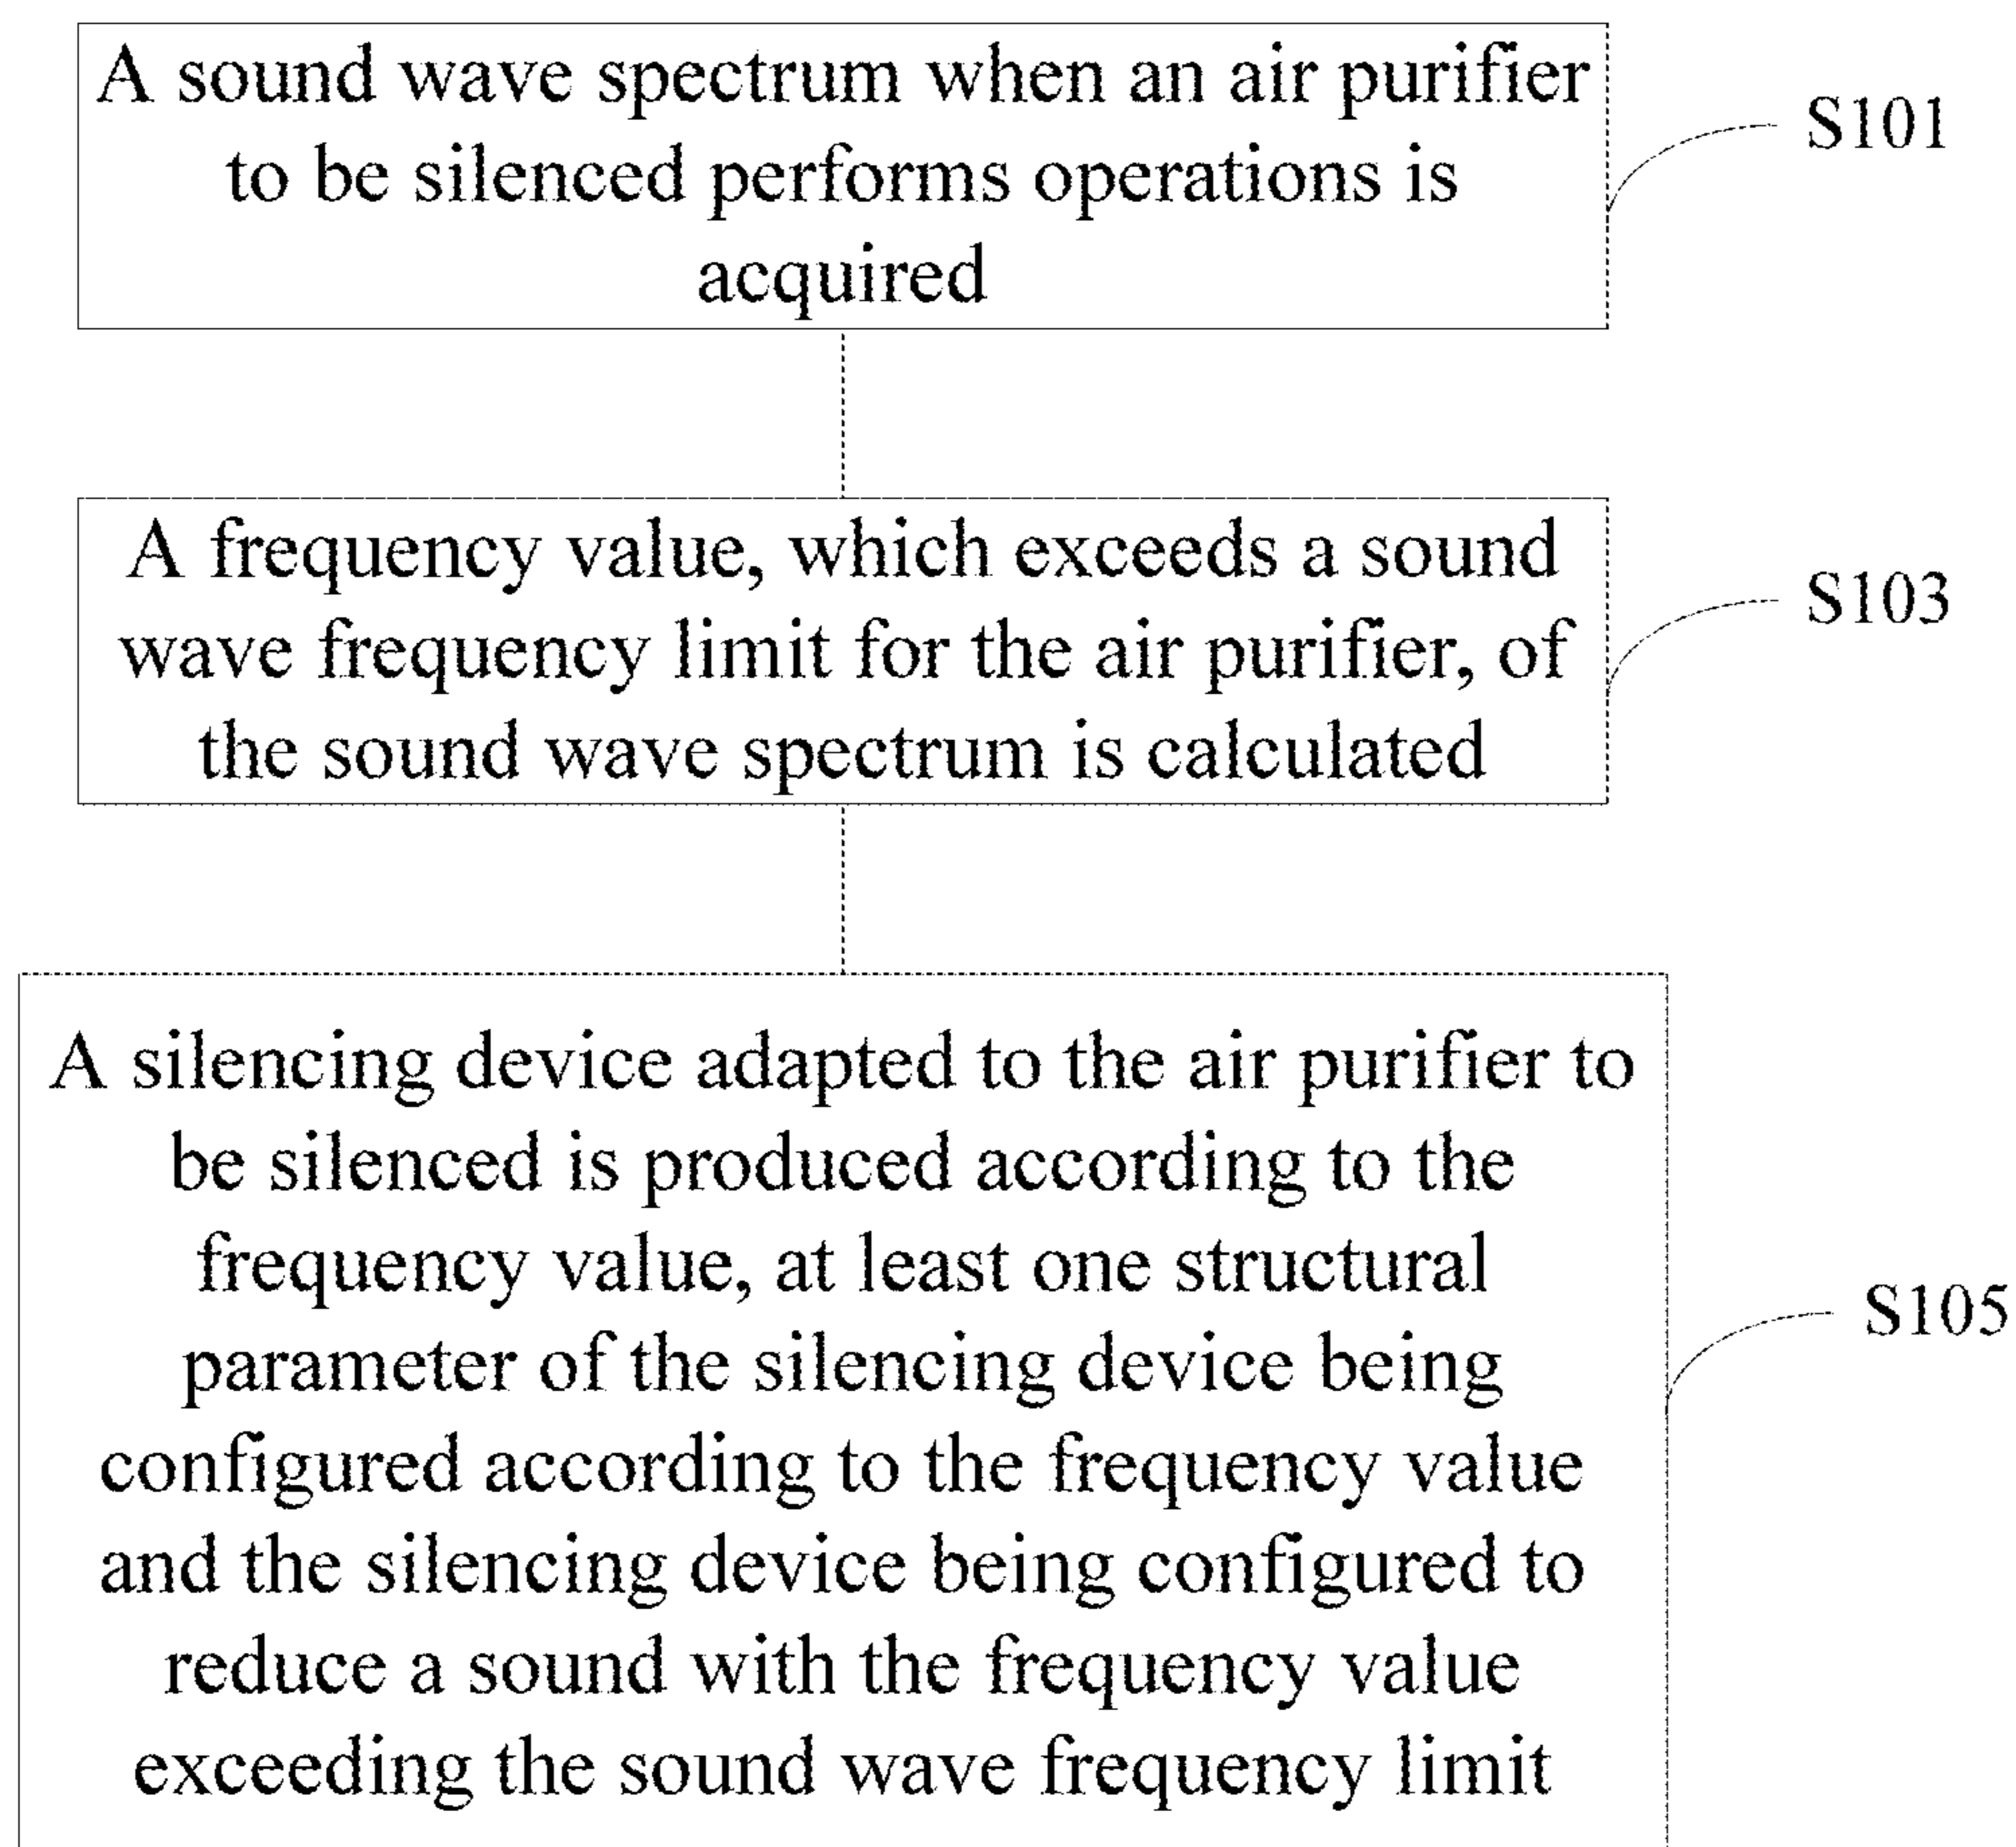 A sound wave spectrum when an air purifier
to be silenced performs operations is
acquired
S101
A frequency value, which exceeds a sound
wave frequency limit for the air purifier, of
the sound wave spectrum is calculated
S103
A silencing device adapted to the air purifier to
be silenced is produced according to the
frequency value, at least one structural
parameter of the silencing device being
configured according to the frequency value
and the silencing device being configured to
reduce a sound with the frequency value
exceeding the sound wave frequency limit
S105